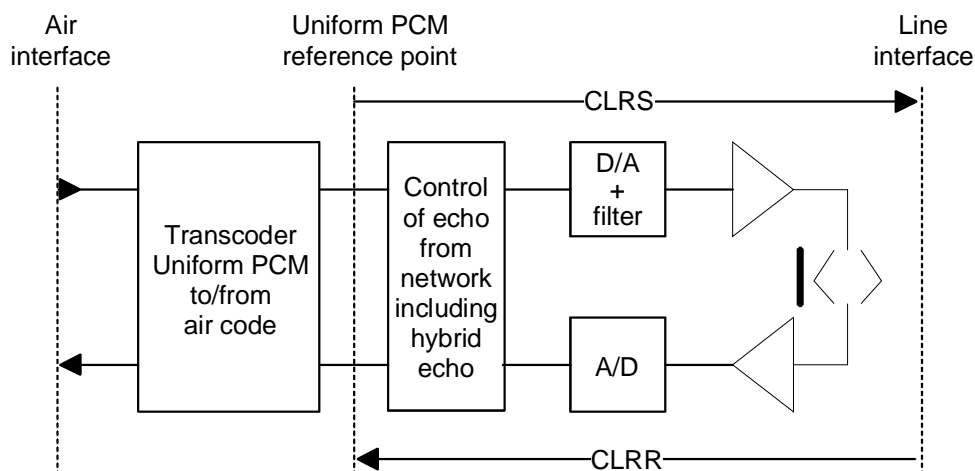 Air
interface
Uniform PCM
reference point
Line
interface
CLRS
Transcoder
Uniform PCM
to/from
air code
Control
of echo
from
network
including
hybrid
echo
D/A
+
filter
A/D
CLRR